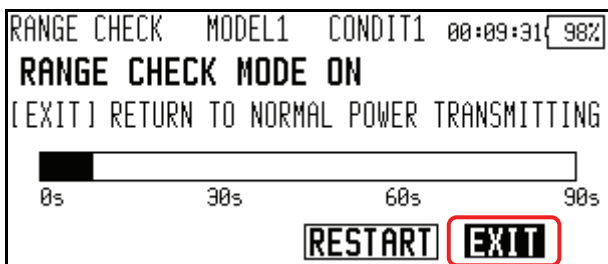 RANGE CHECK MODEL1 CONDIT1 00:09:31 98%
RANGE CHECK MODE ON
[EXIT] RETURN TO NORMAL POWER TRANSMITTING
0s 30s 60s 90s
RESTART EXIT